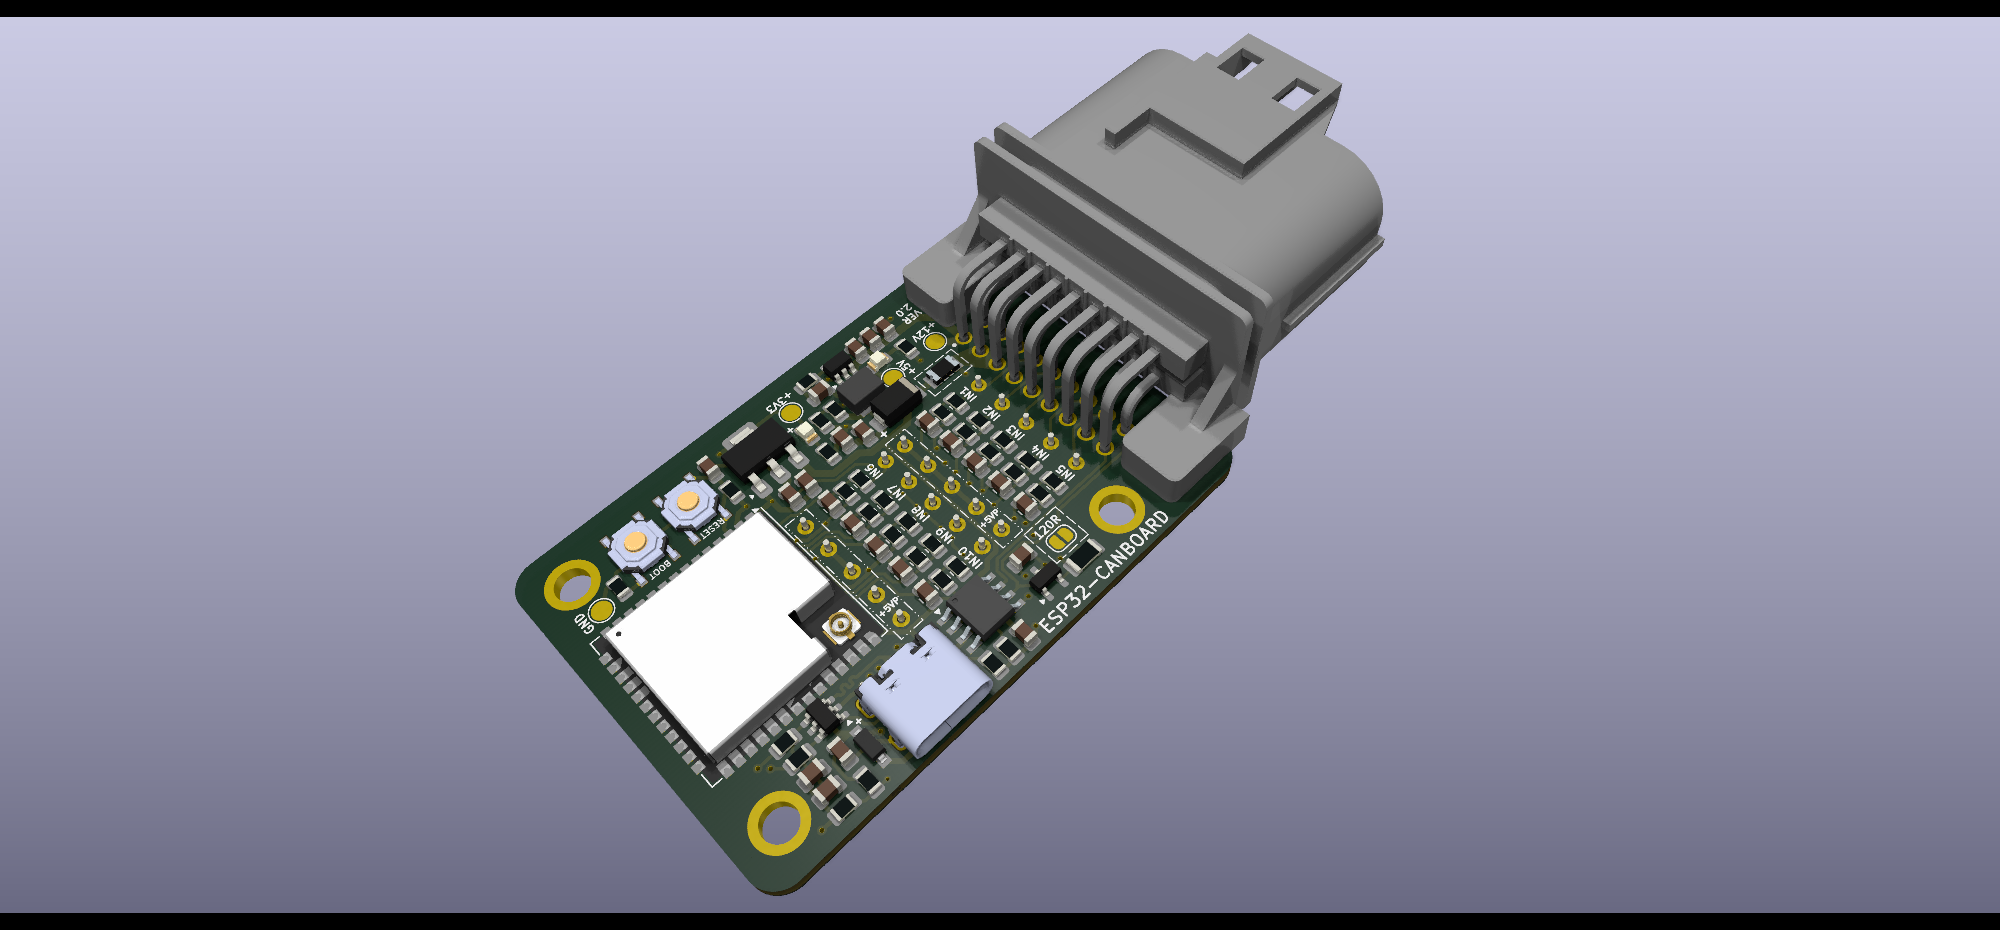 VER
2.0
+12V
+5V
+3V3
IN1
IN2
IN3
IN4
IN5
IN6
IN7
IN8
IN9
IN10
+5VP
120R
RESET
BOOT
GND
+5VP
ESP32-CANBOARD